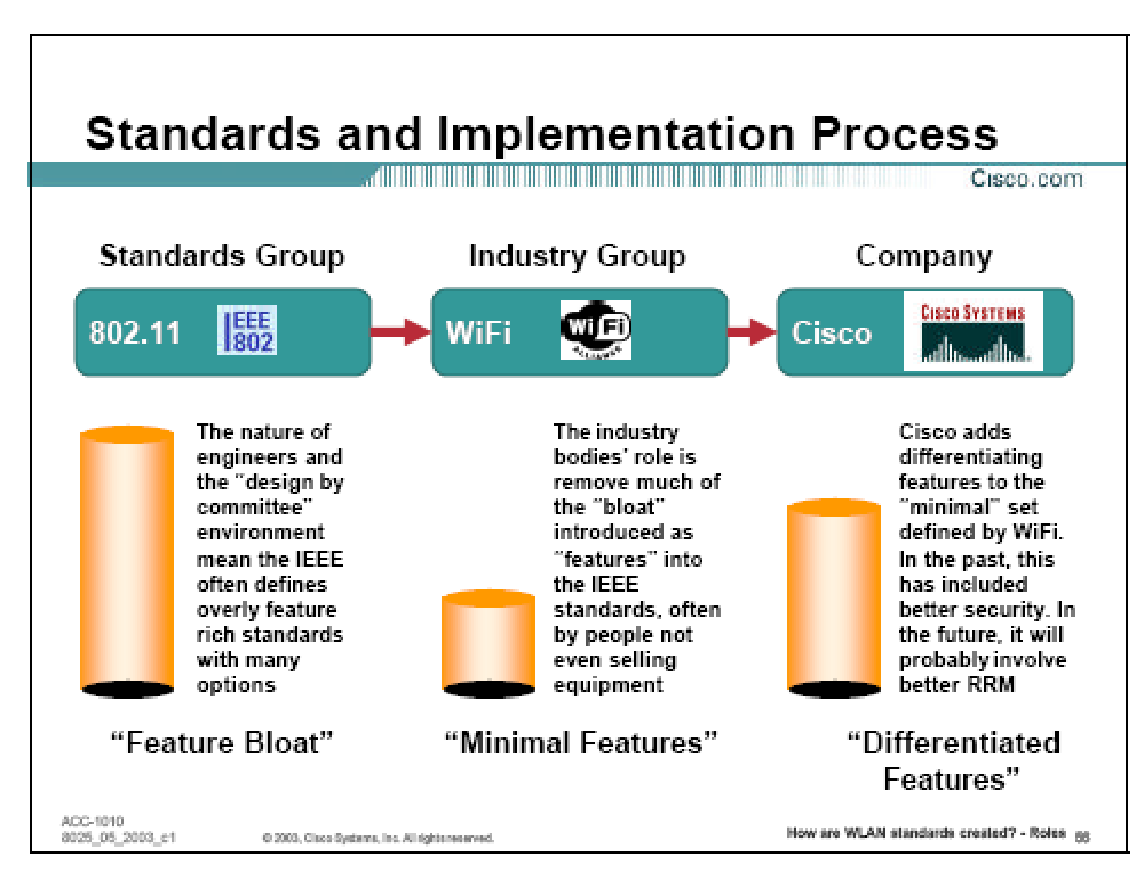 Standards and Implementation Process
Cisco.com
Standards Group
Industry Group
Company
802.11
IEEE
802
WiFi
Wi Fi
ALLIANCE
Cisco
CISCO SYSTEMS
The nature of
engineers and
the “design by
committee”
environment
mean the IEEE
often defines
overly feature
rich standards
with many
options
The industry
bodies’ role is
remove much of
the “bloat”
introduced as
“features” into
the IEEE
standards, often
by people not
even selling
equipment
Cisco adds
differentiating
features to the
“minimal” set
defined by WiFi.
In the past, this
has included
better security. In
the future, it will
probably involve
better RRM
“Feature Bloat”
“Minimal Features”
“Differentiated
Features”
ACC-1010
8025_05_2003_c1
© 2003, Cisco Systems, Inc. All rights reserved.
How are WLAN standards created? - Roles
66